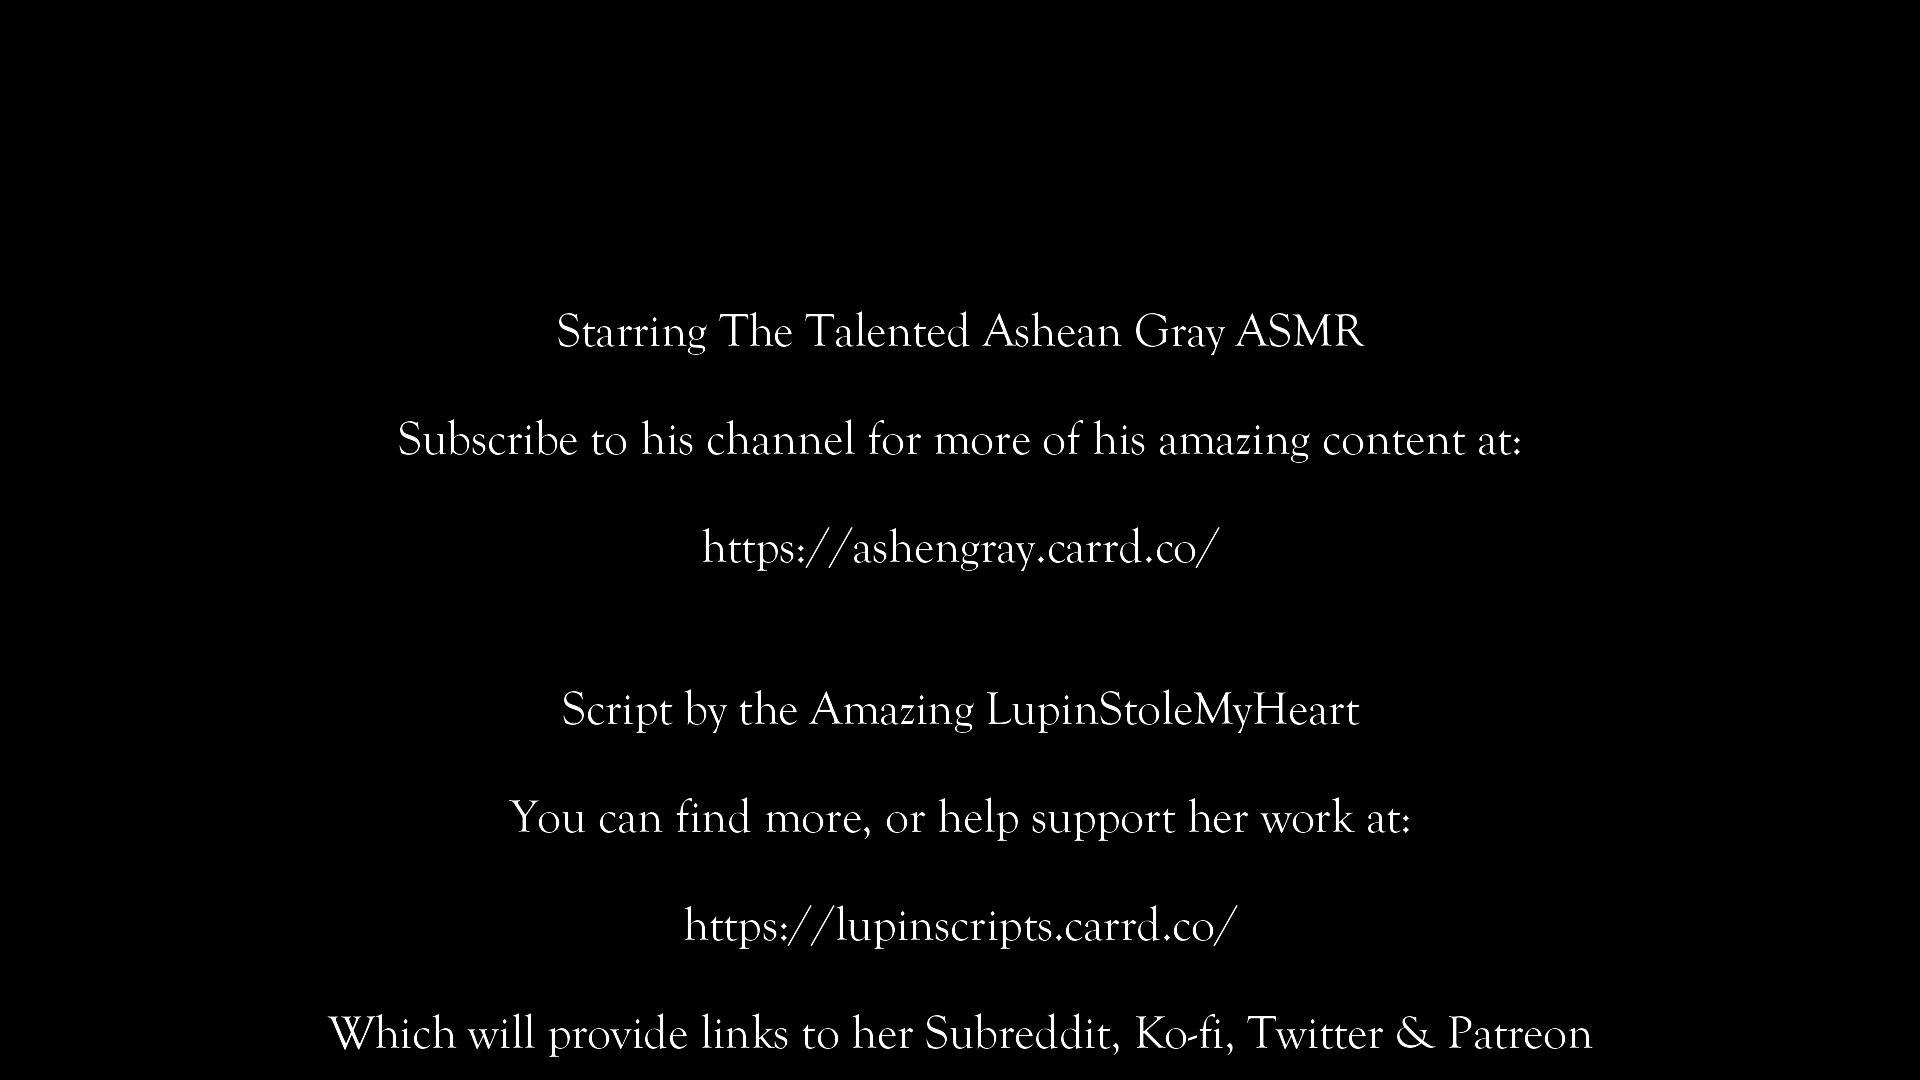 Starring The Talented Ashean Gray ASMR
Subscribe to his channel for more of his amazing content at:
https://ashengray.carrd.co/
Script by the Amazing LupinStoleMyHeart
You can find more, or help support her work at:
https://lupinscripts.carrd.co/
Which will provide links to her Subreddit, Ko-fi, Twitter & Patreon